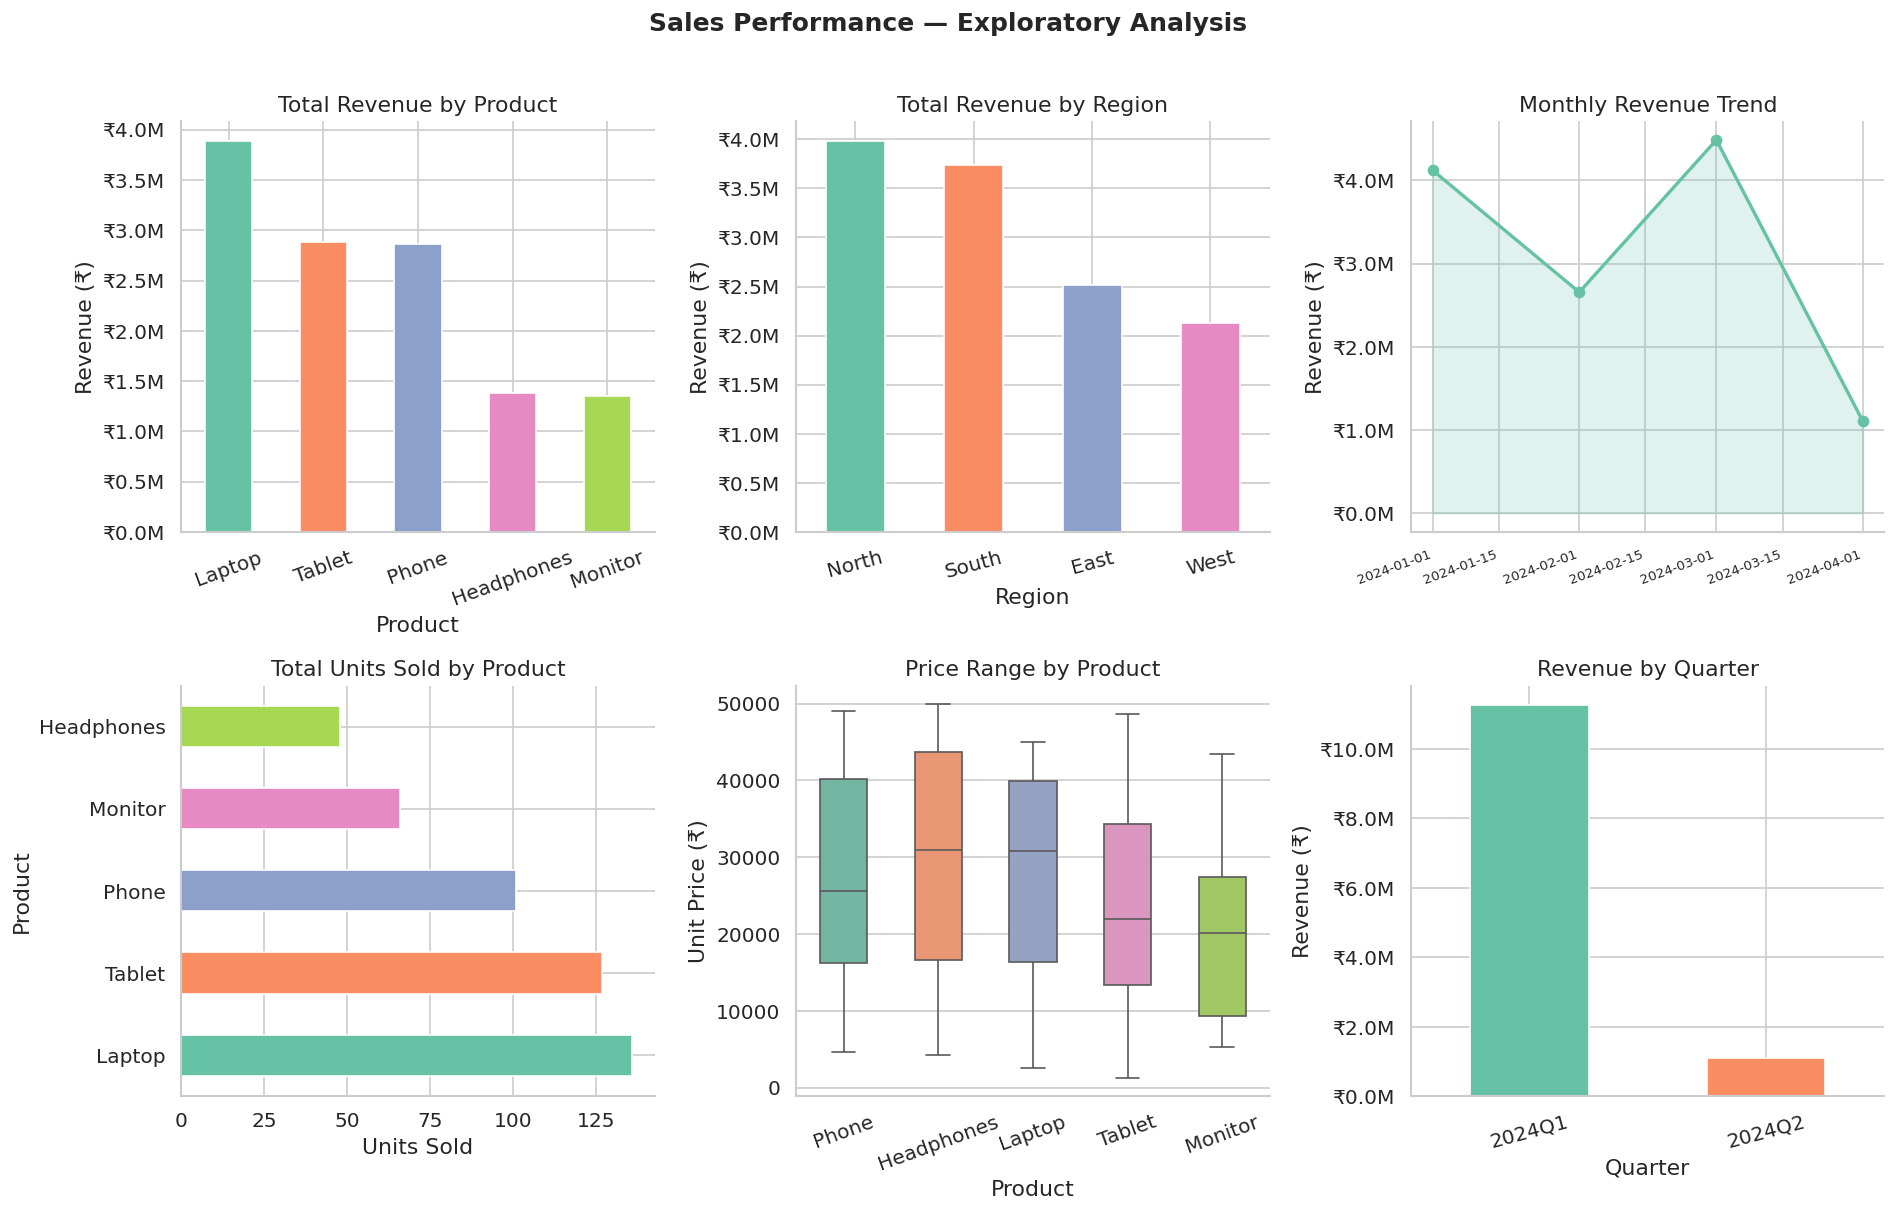 Sales Performance — Exploratory Analysis
Total Revenue by Product
₹4.0M
₹3.5M
₹3.0M
₹2.5M
₹2.0M
₹1.5M
₹1.0M
₹0.5M
₹0.0M
Revenue (₹)
Laptop
Tablet
Phone
Headphones
Monitor
Product
Total Revenue by Region
₹4.0M
₹3.5M
₹3.0M
₹2.5M
₹2.0M
₹1.5M
₹1.0M
₹0.5M
₹0.0M
Revenue (₹)
North
South
East
West
Region
Monthly Revenue Trend
₹4.0M
₹3.0M
₹2.0M
₹1.0M
₹0.0M
Revenue (₹)
2024-01-01
2024-01-15
2024-02-01
2024-02-15
2024-03-01
2024-03-15
2024-04-01
Total Units Sold by Product
Headphones
Monitor
Phone
Tablet
Laptop
Product
0
25
50
75
100
125
Units Sold
Price Range by Product
50000
40000
30000
20000
10000
0
Unit Price (₹)
Phone
Headphones
Laptop
Tablet
Monitor
Product
Revenue by Quarter
₹10.0M
₹8.0M
₹6.0M
₹4.0M
₹2.0M
₹0.0M
Revenue (₹)
2024Q1
2024Q2
Quarter